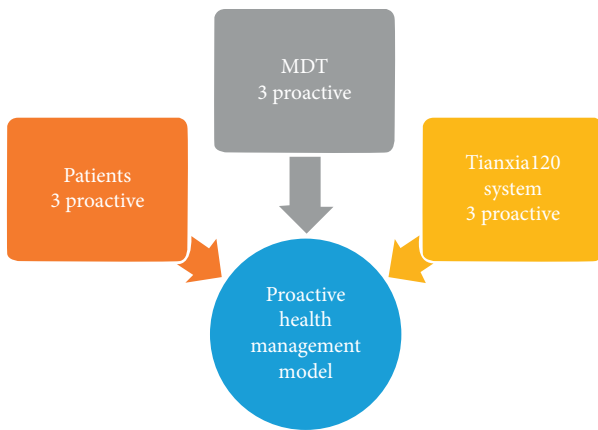 MDT
3 proactive
Patients
3 proactive
Tianxia120
system
3 proactive
Proactive
health
management
model